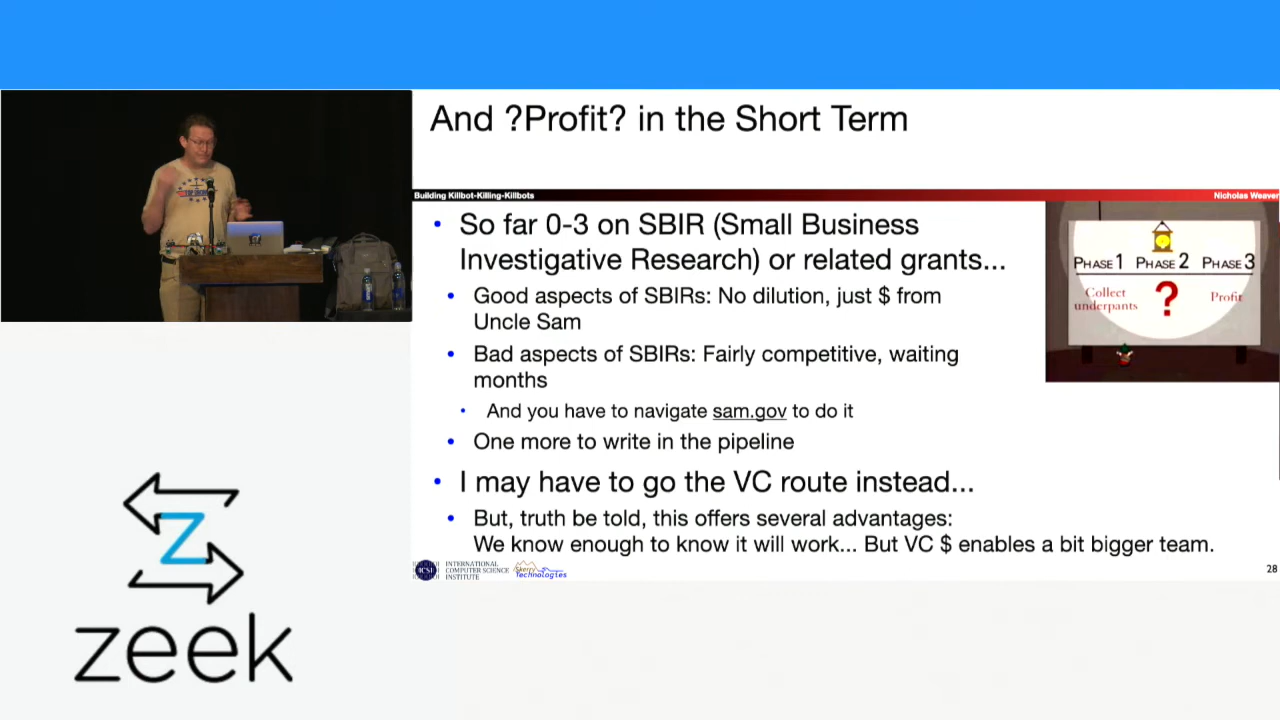 And ?Profit? in the Short Term
Building Killbot-Killing-Killbots
Nicholas Weaver
• So far 0-3 on SBIR (Small Business
Investigative Research) or related grants...
• Good aspects of SBIRs: No dilution, just $ from
Uncle Sam
• Bad aspects of SBIRs: Fairly competitive, waiting
months
• And you have to navigate sam.gov to do it
• One more to write in the pipeline
• I may have to go the VC route instead...
• But, truth be told, this offers several advantages:
We know enough to know it will work... But VC $ enables a bit bigger team.
PHASE 1 PHASE 2 PHASE 3
Collect
underpants
?
Profit
ICSI
INTERNATIONAL
COMPUTER SCIENCE
INSTITUTE
Skerry
Technologies
28
Z
zeek